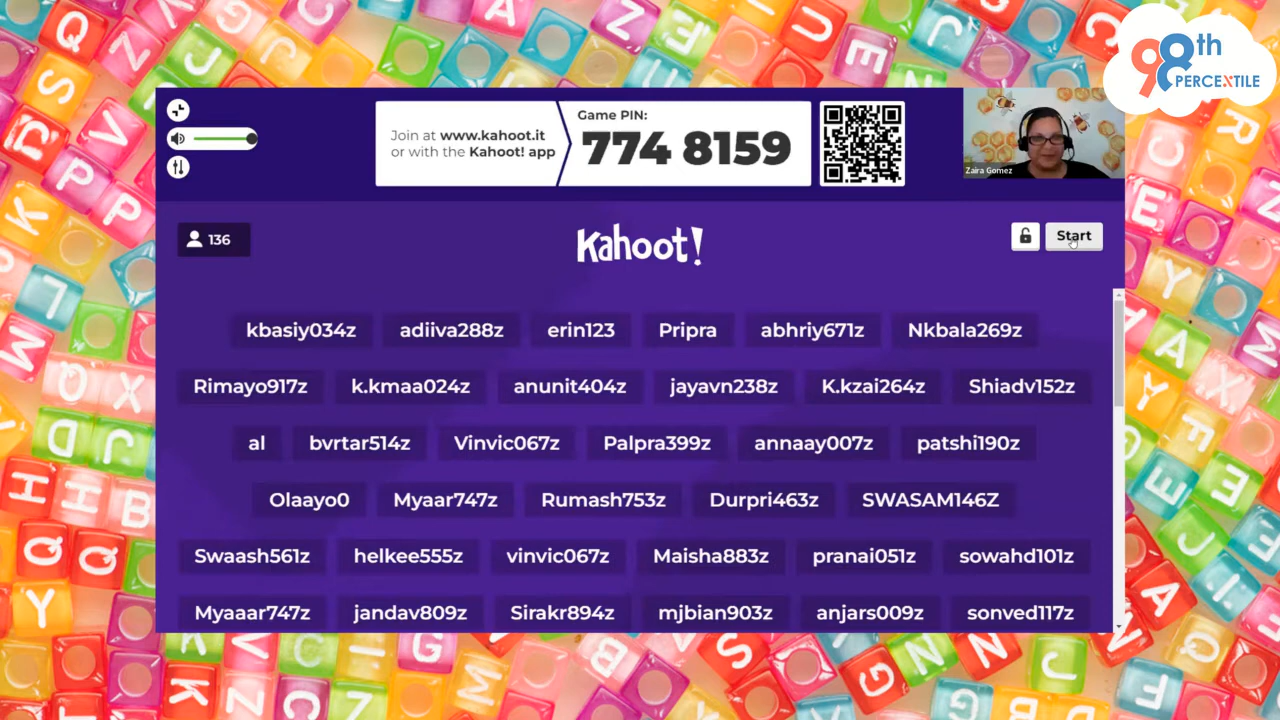 98th
PERCEXTILE
Join at www.kahoot.it
or with the Kahoot! app
Game PIN:
774 8159
Zaira Gomez
136
Kahoot!
Start
kbasiy034z adiiva288z erin123 Pripra abhriy671z Nkbala269z
Rimayo917z k.kmaa024z anunit404z jayavn238z K.kzai264z Shiadv152z
al bvrtar514z Vinvic067z Palpra399z annaay007z patshi190z
Olaayo0 Myaar747z Rumash753z Durpri463z SWASAM146Z
Swaash561z helkee555z vinvic067z Maisha883z pranai051z sowahd101z
Myaaar747z jandav809z Sirakr894z mjbian903z anjars009z sonved117z